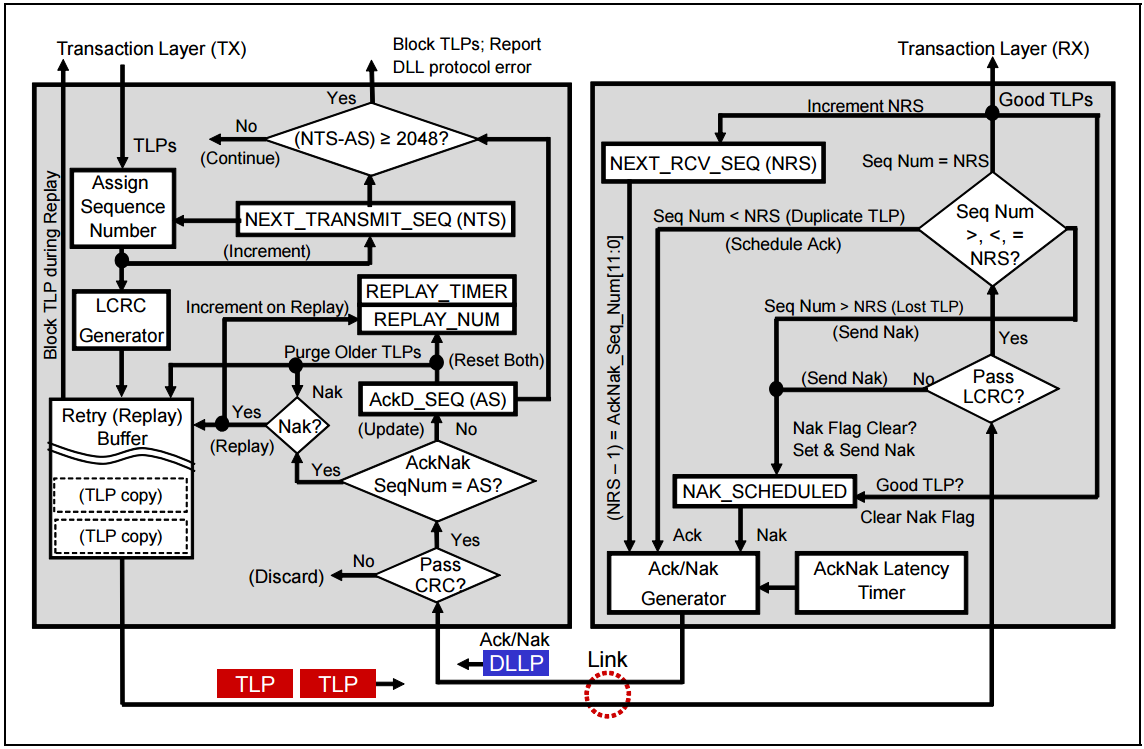 Transaction Layer (TX)
Block TLPs; Report
DLL protocol error
Yes
No
(NTS-AS) ≥ 2048?
(Continue)
TLPs
Assign
Sequence
Number
NEXT_TRANSMIT_SEQ (NTS)
(Increment)
Block TLP during Replay
LCRC
Generator
REPLAY_TIMER
Increment on Replay)
REPLAY_NUM
Purge Older TLPs
(Reset Both)
Nak
AckD_SEQ (AS)
Retry (Replay)
Buffer
Yes
Nak?
(Replay)
(Update)
No
Yes
AckNak
SeqNum = AS?
(TLP copy)
(TLP copy)
Yes
No
(Discard)
Pass
CRC?
Ack/Nak
DLLP
TLP
TLP
Link
Transaction Layer (RX)
Increment NRS
Good TLPs
NEXT_RCV_SEQ (NRS)
Seq Num = NRS
Seq Num < NRS (Duplicate TLP)
(Schedule Ack)
Seq Num
>, <, =
NRS?
(NRS – 1) = AckNak_Seq_Num[11:0]
Seq Num > NRS (Lost TLP)
(Send Nak)
Yes
(Send Nak)
No
Pass
LCRC?
Nak Flag Clear?
Set & Send Nak
NAK_SCHEDULED
Good TLP?
Clear Nak Flag
Ack
Nak
Ack/Nak
Generator
AckNak Latency
Timer